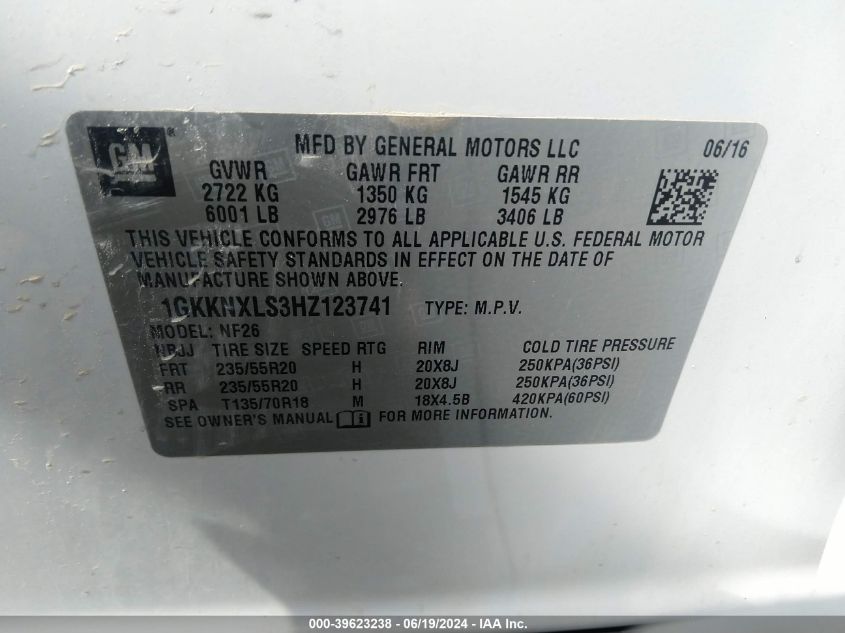 GM ® MFD BY GENERAL MOTORS LLC 06/16
GVWR GAWR FRT GAWR RR
2722 KG 1350 KG 1545 KG
6001 LB 2976 LB 3406 LB
THIS VEHICLE CONFORMS TO ALL APPLICABLE U.S. FEDERAL MOTOR
VEHICLE SAFETY STANDARDS IN EFFECT ON THE DATE OF
MANUFACTURE SHOWN ABOVE.
1GKKNXLS3HZ123741 TYPE: M.P.V.
MODEL: NF26
TIRE SIZE SPEED RTG RIM COLD TIRE PRESSURE
FRT 235/55R20 H 20X8J 250KPA(36PSI)
RR 235/55R20 H 20X8J 250KPA(36PSI)
SPA T135/70R18 M 18X4.5B 420KPA(60PSI)
SEE OWNER'S MANUAL FOR MORE INFORMATION.
000-39623238 - 06/19/2024 - IAA Inc.